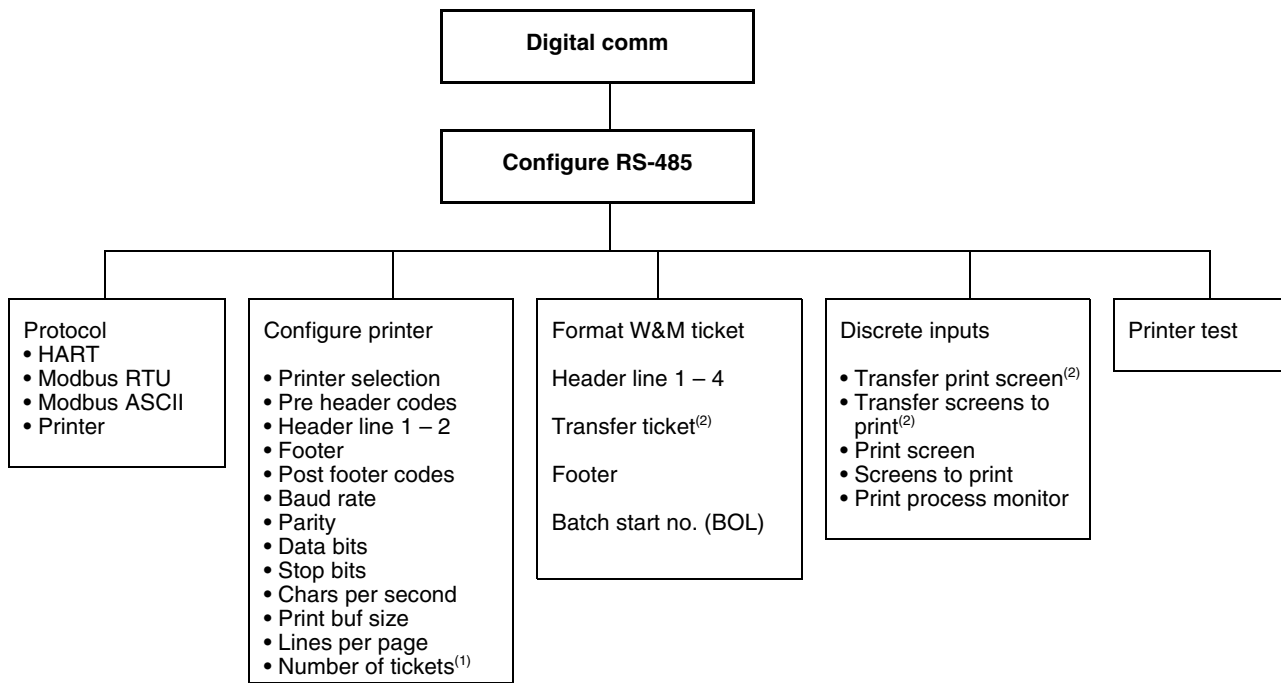 Digital comm
Configure RS-485
Protocol
• HART
• Modbus RTU
• Modbus ASCII
• Printer
Configure printer
• Printer selection
• Pre header codes
• Header line 1 – 2
• Footer
• Post footer codes
• Baud rate
• Parity
• Data bits
• Stop bits
• Chars per second
• Print buf size
• Lines per page
• Number of tickets(1)
Format W&M ticket
Header line 1 – 4
Transfer ticket(2)
Footer
Batch start no. (BOL)
Discrete inputs
• Transfer print screen(2)
• Transfer screens to
print(2)
• Print screen
• Screens to print
• Print process monitor
Printer test